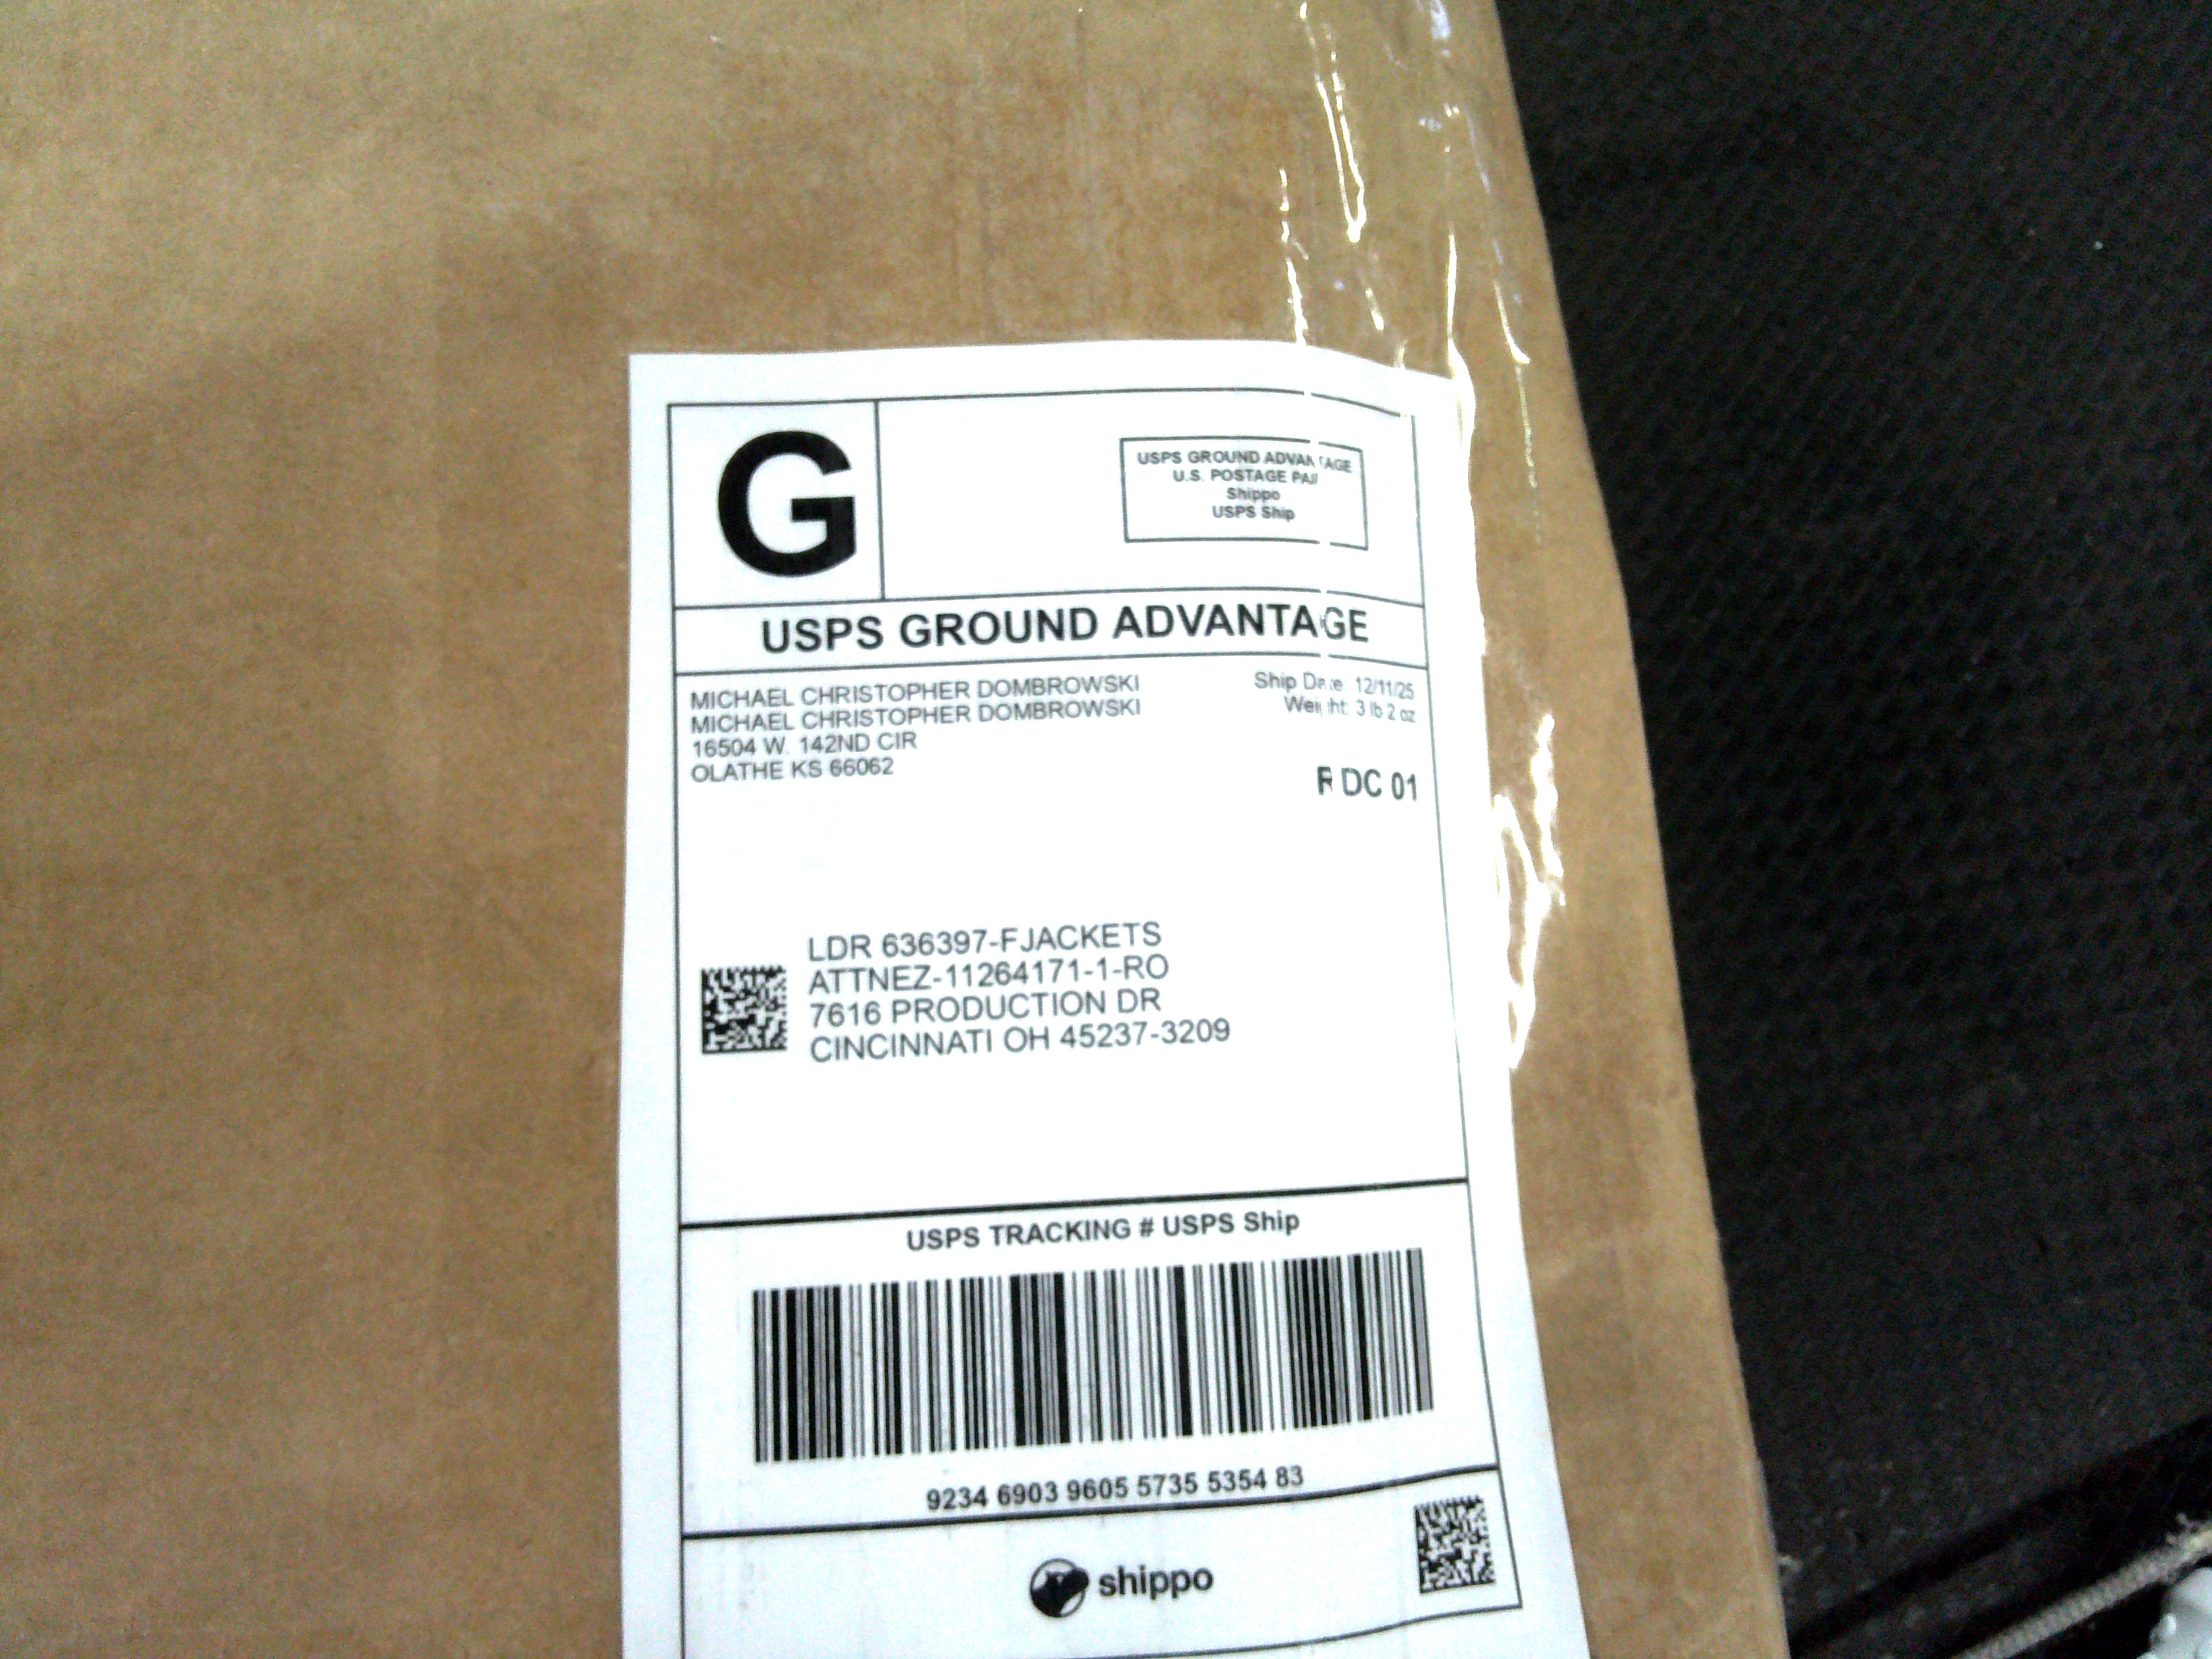 G
USPS GROUND ADVANTAGE
U.S. POSTAGE PAI
Shippo
USPS Ship
USPS GROUND ADVANTAGE
MICHAEL CHRISTOPHER DOMBROWSKI
MICHAEL CHRISTOPHER DOMBROWSKI
16504 W. 142ND CIR
OLATHE KS 66062
Ship Date: 12/11/25
Weight: 3 lb 2 oz
RDC 01
LDR 636397-FJACKETS
ATTNEZ-11264171-1-RO
7616 PRODUCTION DR
CINCINNATI OH 45237-3209
USPS TRACKING # USPS Ship
9234 6903 9605 5735 5354 83
shippo